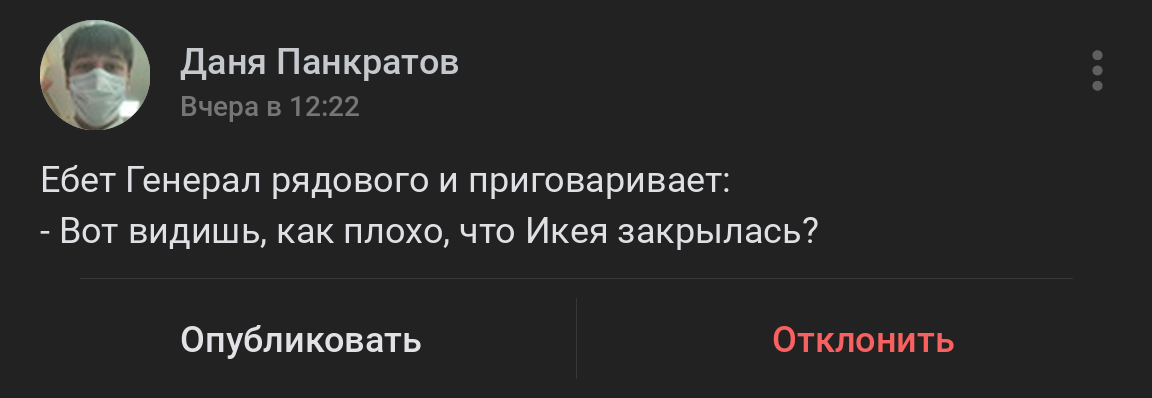 Даня Панкратов
Вчера в 12:22
Ебет Генерал рядового и приговаривает:
- Вот видишь, как плохо, что Икея закрылась?
Опубликовать
Отклонить